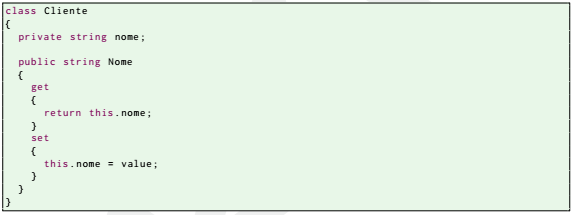 class Cliente
{
  private string nome;

  public string Nome
  {
    get
    {
      return this.nome;
    }
    set
    {
      this.nome = value;
    }
  }
}